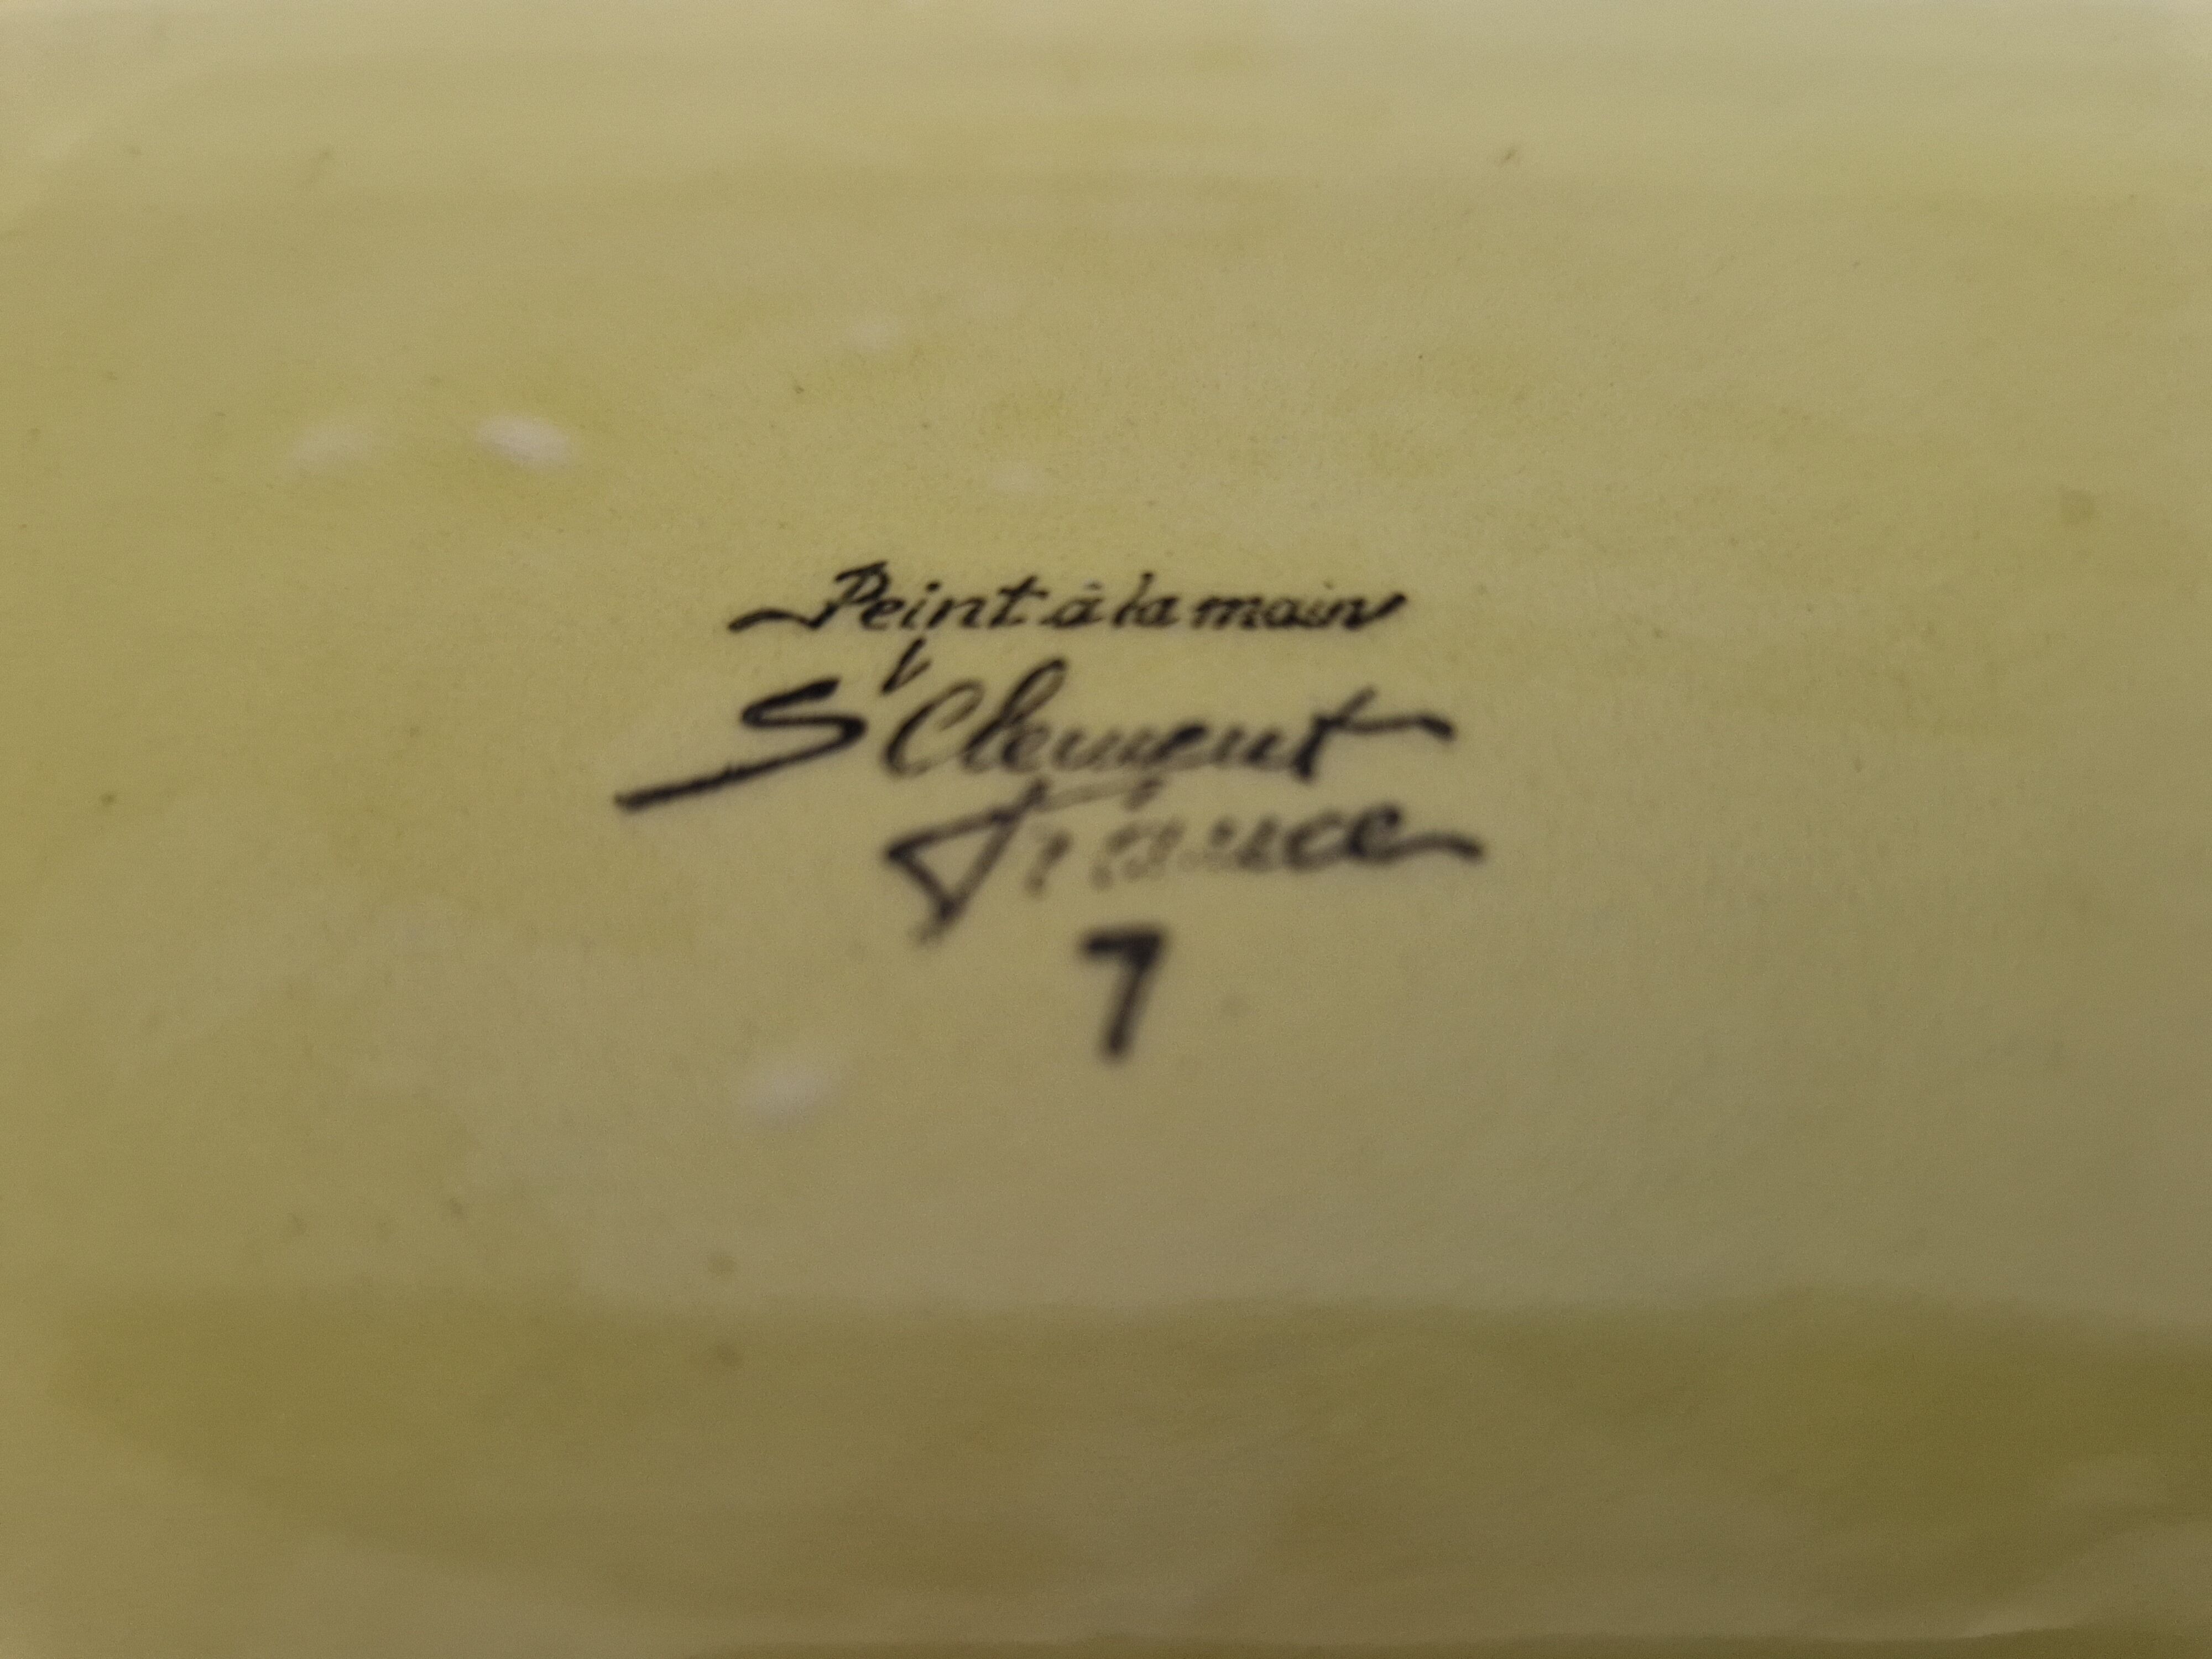 Peint à la main
St Clement
France
7